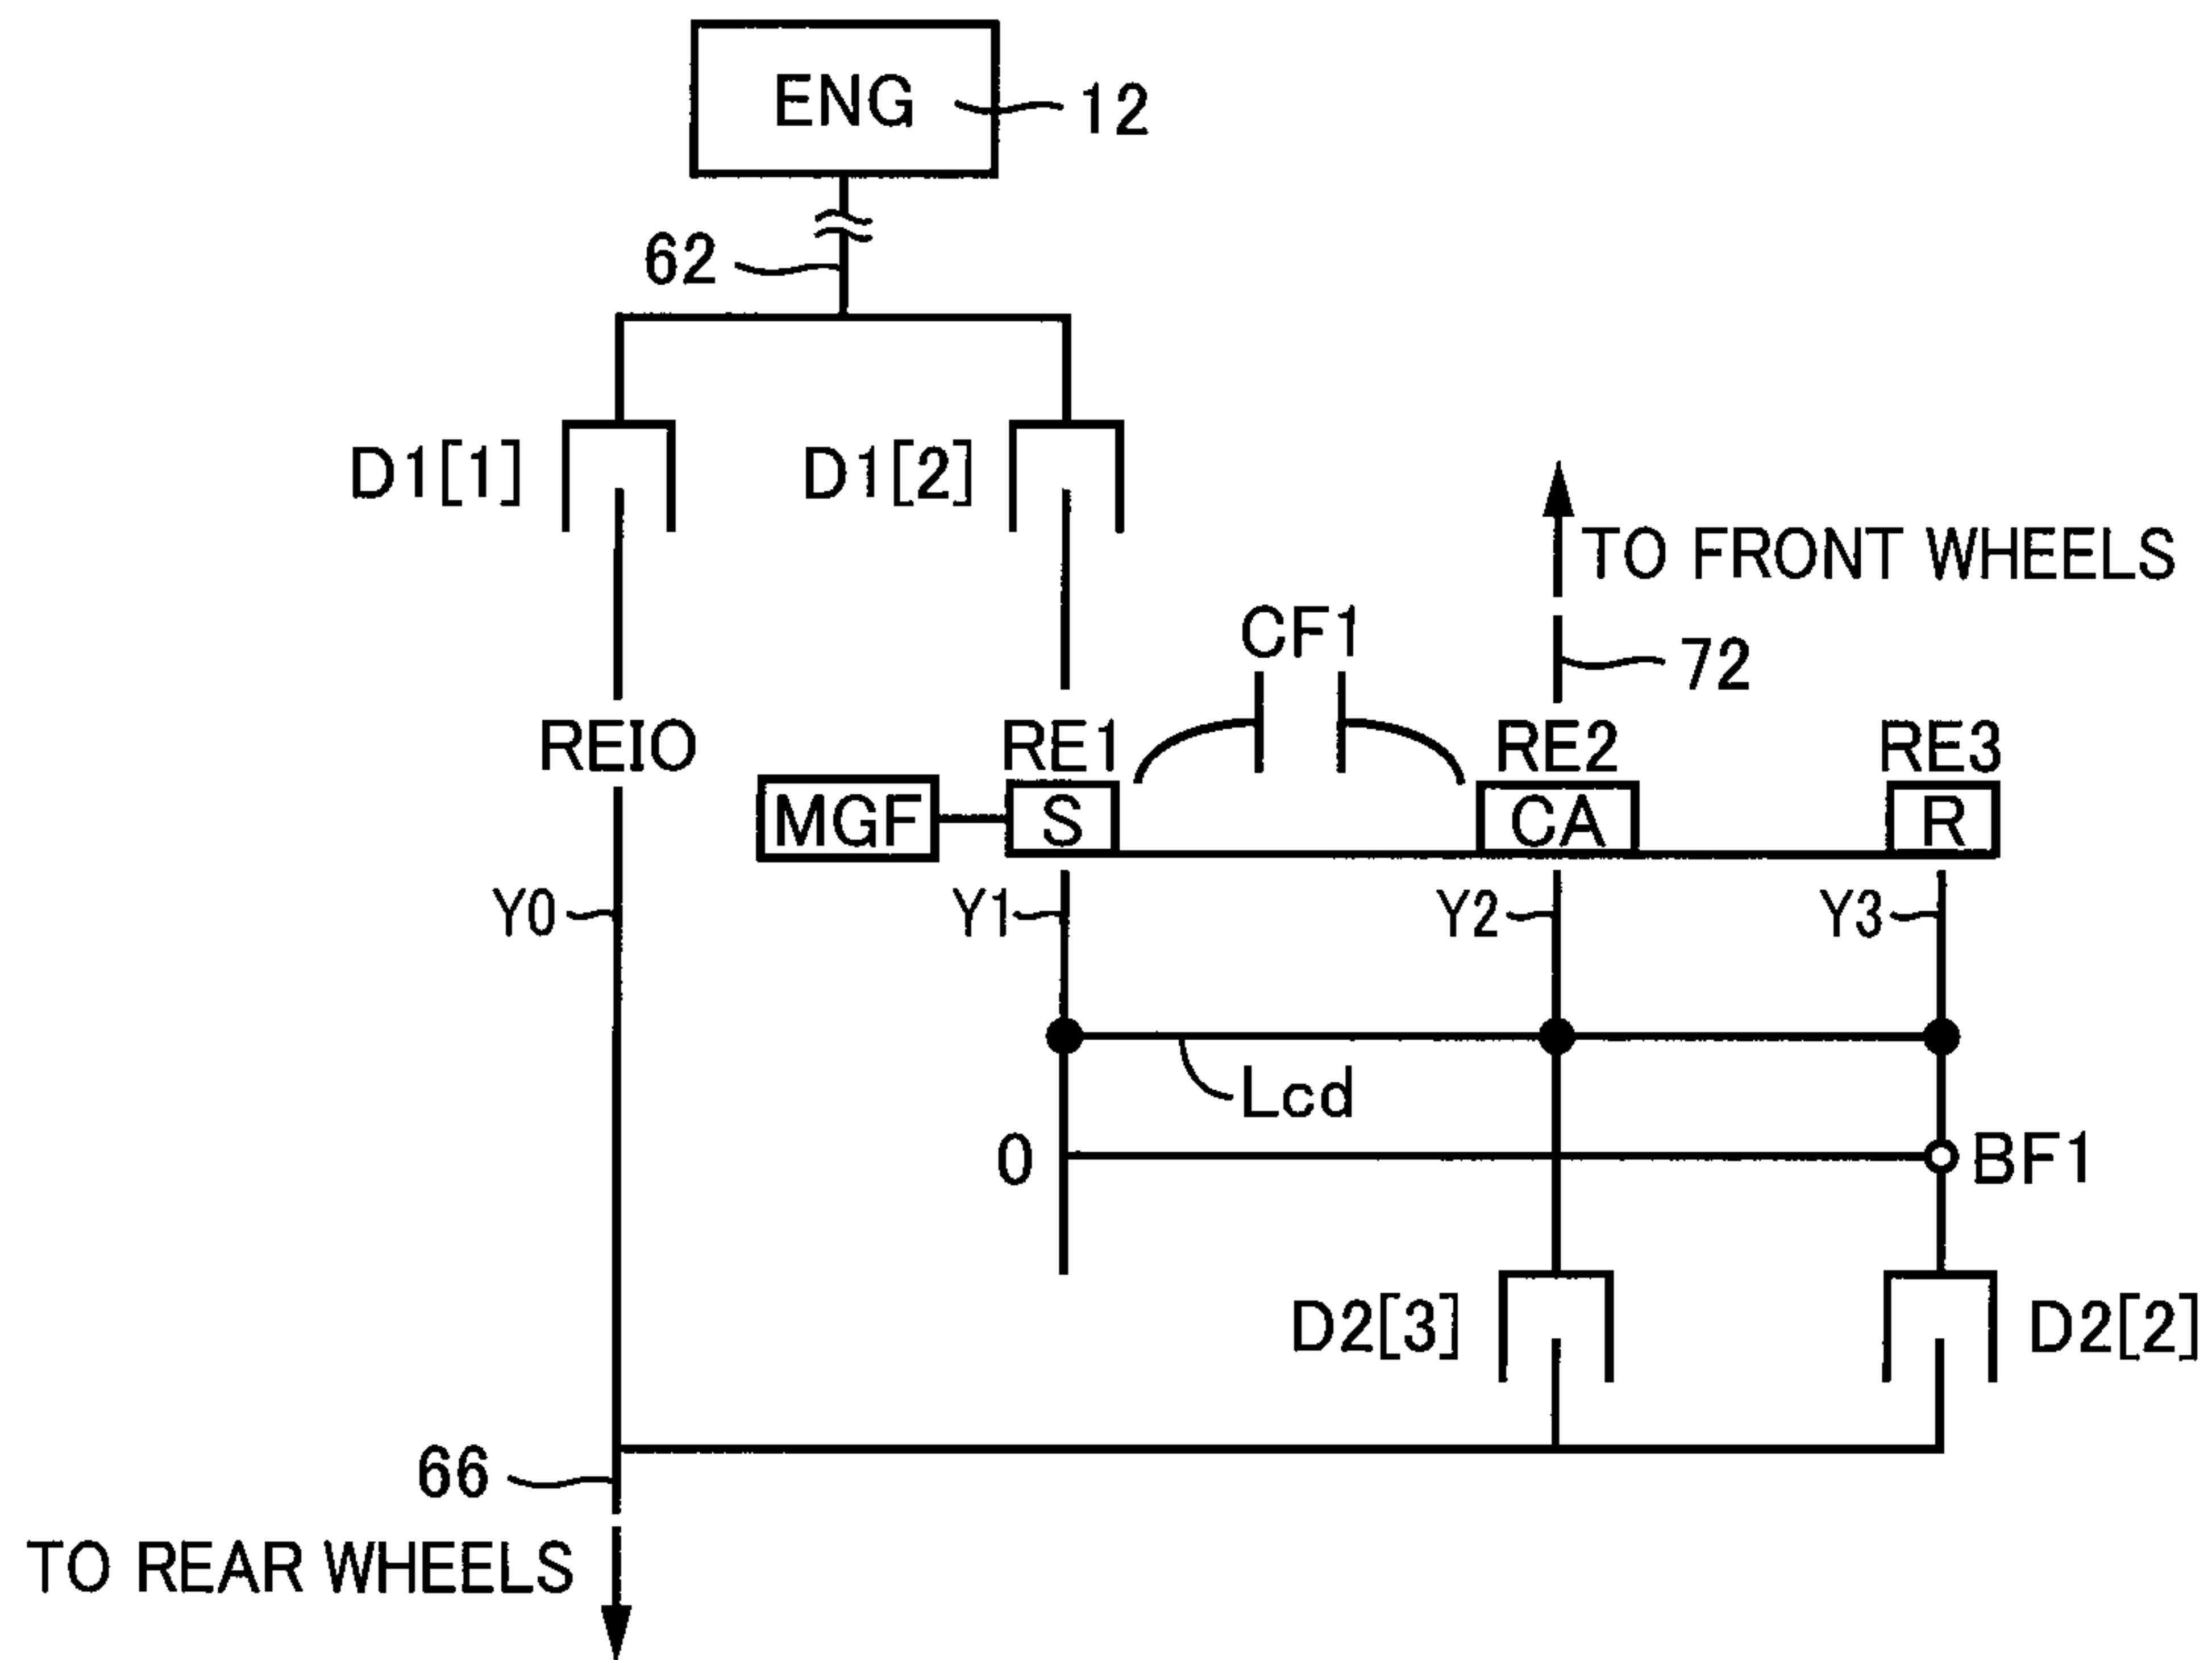 ENG
12
62
D1[1]
D1[2]
TO FRONT WHEELS
CF1
72
REIO
RE1
RE2
RE3
MGF
S
CA
R
Y0
Y1
Y2
Y3
Lcd
0
BF1
D2[3]
D2[2]
66
TO REAR WHEELS